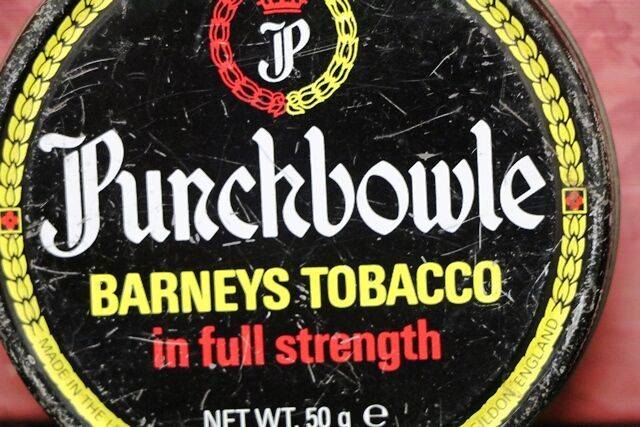 JP
Punchbowle
BARNEYS TOBACCO
in full strength
NET WT. 50 g e
MADE IN THE
ENGLAND